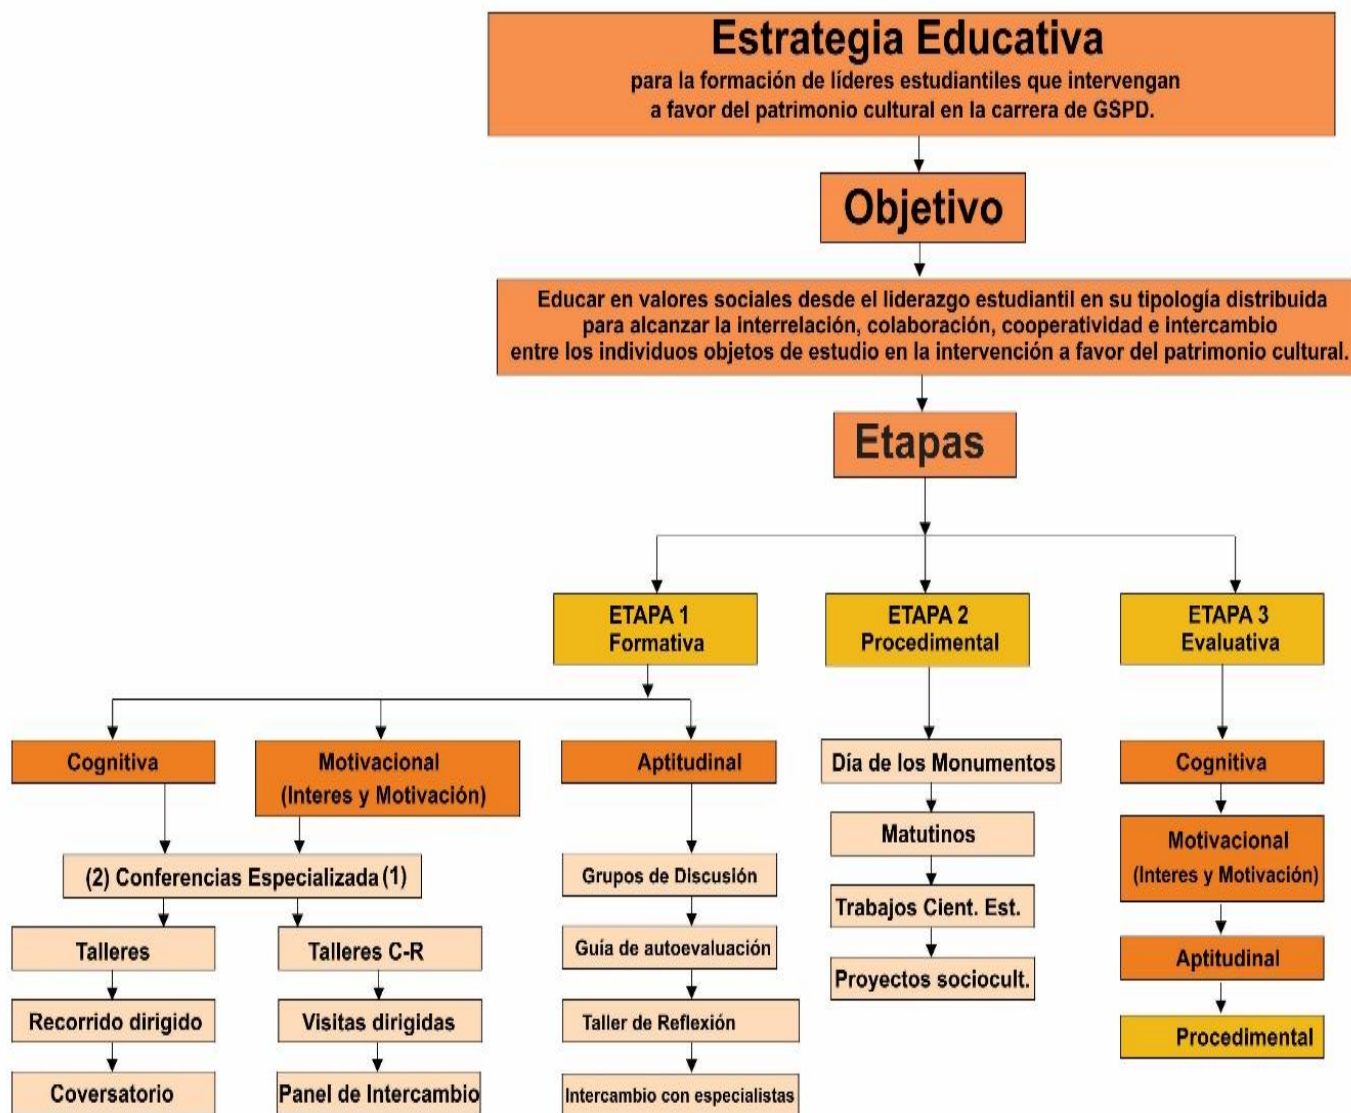 Estrategia Educativa
para la formación de líderes estudiantiles que intervengan
a favor del patrimonio cultural en la carrera de GSPD.
Objetivo
Educar en valores sociales desde el liderazgo estudiantil en su tipología distribuida
para alcanzar la interrelación, colaboración, cooperatividad e intercambio
entre los individuos objetos de estudio en la intervención a favor del patrimonio cultural.
Etapas
ETAPA 1
Formativa
ETAPA 2
Procedimental
ETAPA 3
Evaluativa
Cognitiva
Motivacional
(Interes y Motivación)
Aptitudinal
(2) Conferencias Especializada (1)
Talleres
Recorrido dirigido
Coversatorio
Talleres C-R
Visitas dirigidas
Panel de Intercambio
Grupos de Discusión
Guía de autoevaluación
Taller de Reflexión
Intercambio con especialistas
Día de los Monumentos
Matutinos
Trabajos Cient. Est.
Proyectos sociocult.
Cognitiva
Motivacional
(Interes y Motivación)
Aptitudinal
Procedimental